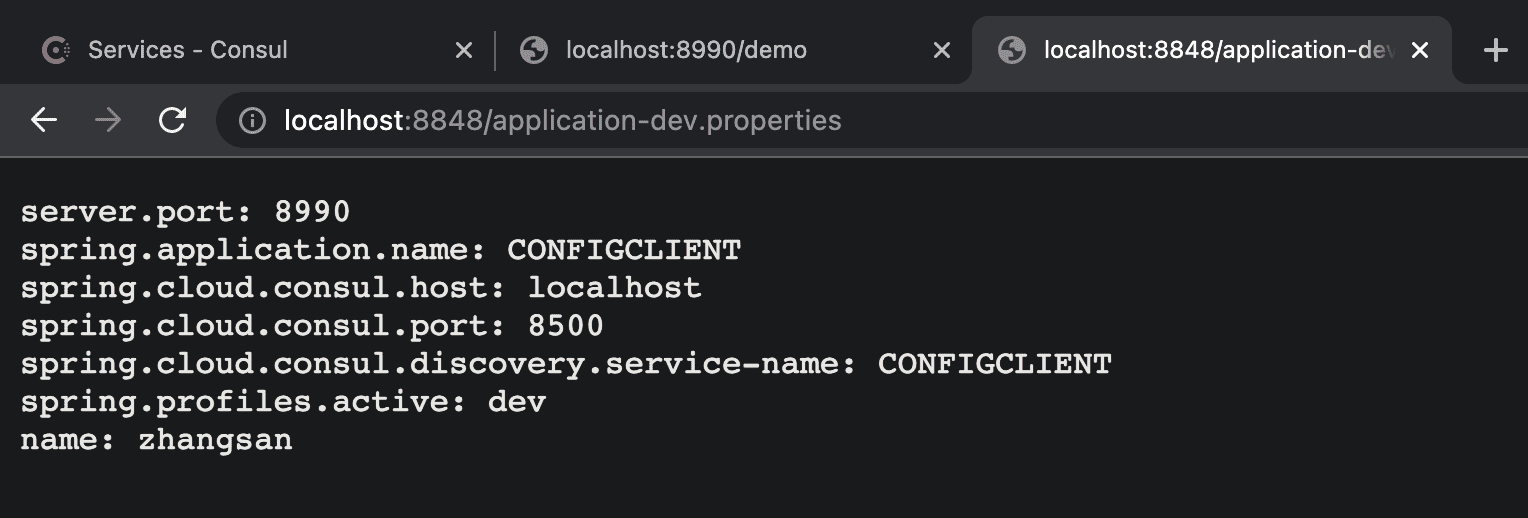 Services - Consul
localhost:8990/demo
localhost:8848/application-dev
localhost:8848/application-dev.properties
server.port: 8990
spring.application.name: CONFIGCLIENT
spring.cloud.consul.host: localhost
spring.cloud.consul.port: 8500
spring.cloud.consul.discovery.service-name: CONFIGCLIENT
spring.profiles.active: dev
name: zhangsan